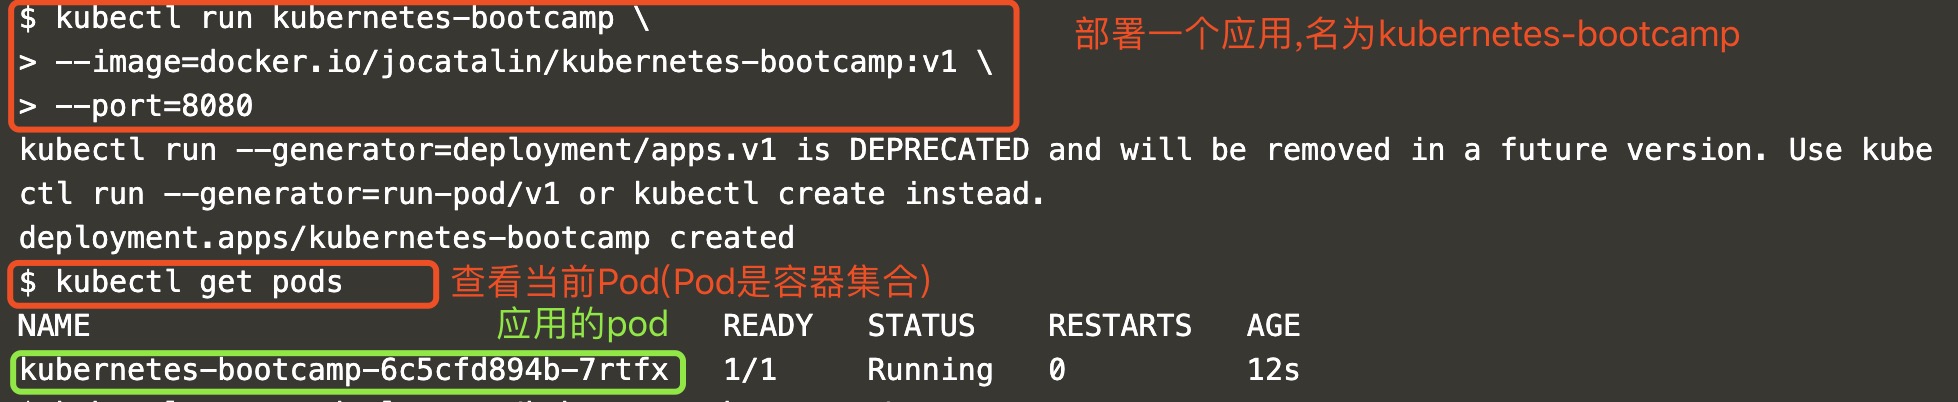 $ kubectl run kubernetes-bootcamp \ 部署一个应用,名为kubernetes-bootcamp
> --image=docker.io/jocatalin/kubernetes-bootcamp:v1 \
> --port=8080
kubectl run --generator=deployment/apps.v1 is DEPRECATED and will be removed in a future version. Use kube
ctl run --generator=run-pod/v1 or kubectl create instead.
deployment.apps/kubernetes-bootcamp created
$ kubectl get pods 查看当前Pod(Pod是容器集合)
NAME 应用的pod READY STATUS RESTARTS AGE
kubernetes-bootcamp-6c5cfd894b-7rtfx 1/1 Running 0 12s